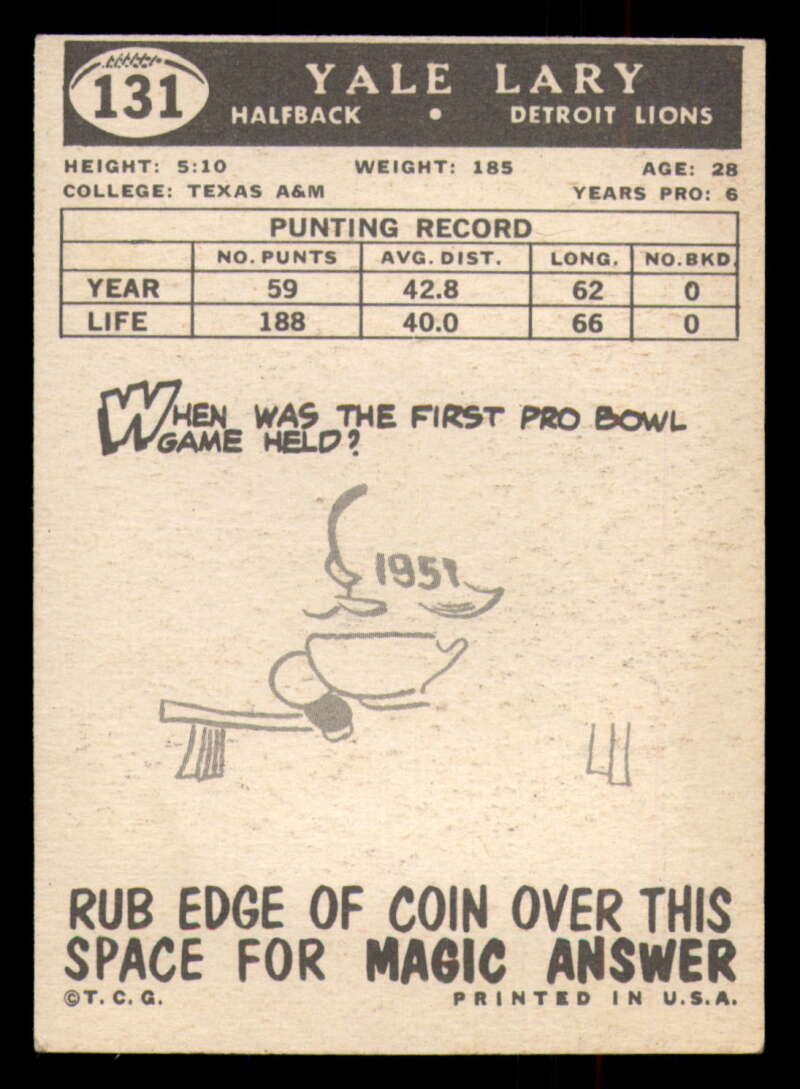 131
YALE LARY
HALFBACK • DETROIT LIONS
HEIGHT: 5:10 WEIGHT: 185 AGE: 28
COLLEGE: TEXAS A&M YEARS PRO: 6
PUNTING RECORD
NO. PUNTS AVG. DIST. LONG. NO. BKD.
YEAR 59 42.8 62 0
LIFE 188 40.0 66 0
WHEN WAS THE FIRST PRO BOWL
GAME HELD?
1951
RUB EDGE OF COIN OVER THIS
SPACE FOR MAGIC ANSWER
©T.C.G. PRINTED IN U.S.A.